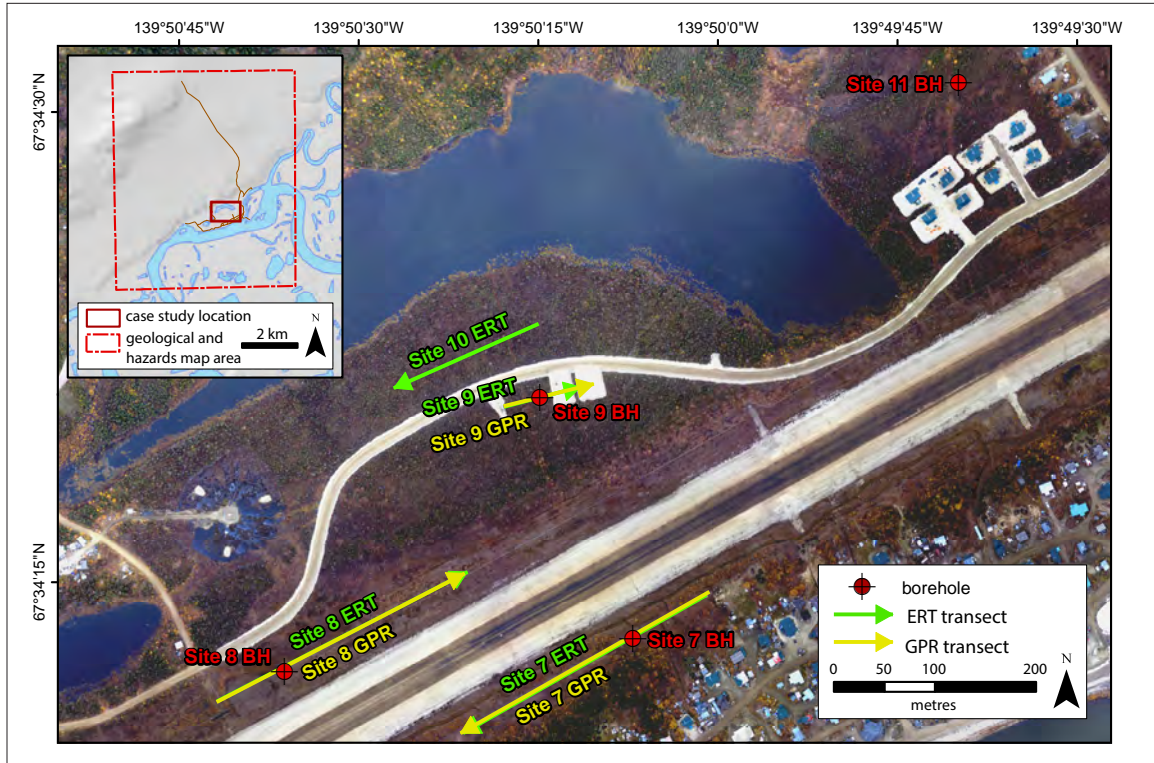 139°50'45"W
139°50'30"W
139°50'15"W
139°50'0"W
139°49'45"W
139°49'30"W
67°34'30"N
67°34'15"N
case study location
geological and
hazards map area
2 km
N
Site 11 BH
Site 10 ERT
Site 9 ERT
Site 9 BH
Site 9 GPR
Site 8 ERT
Site 8 BH
Site 8 GPR
Site 7 BH
Site 7 ERT
Site 7 GPR
borehole
ERT transect
GPR transect
0 50 100 200
metres
N